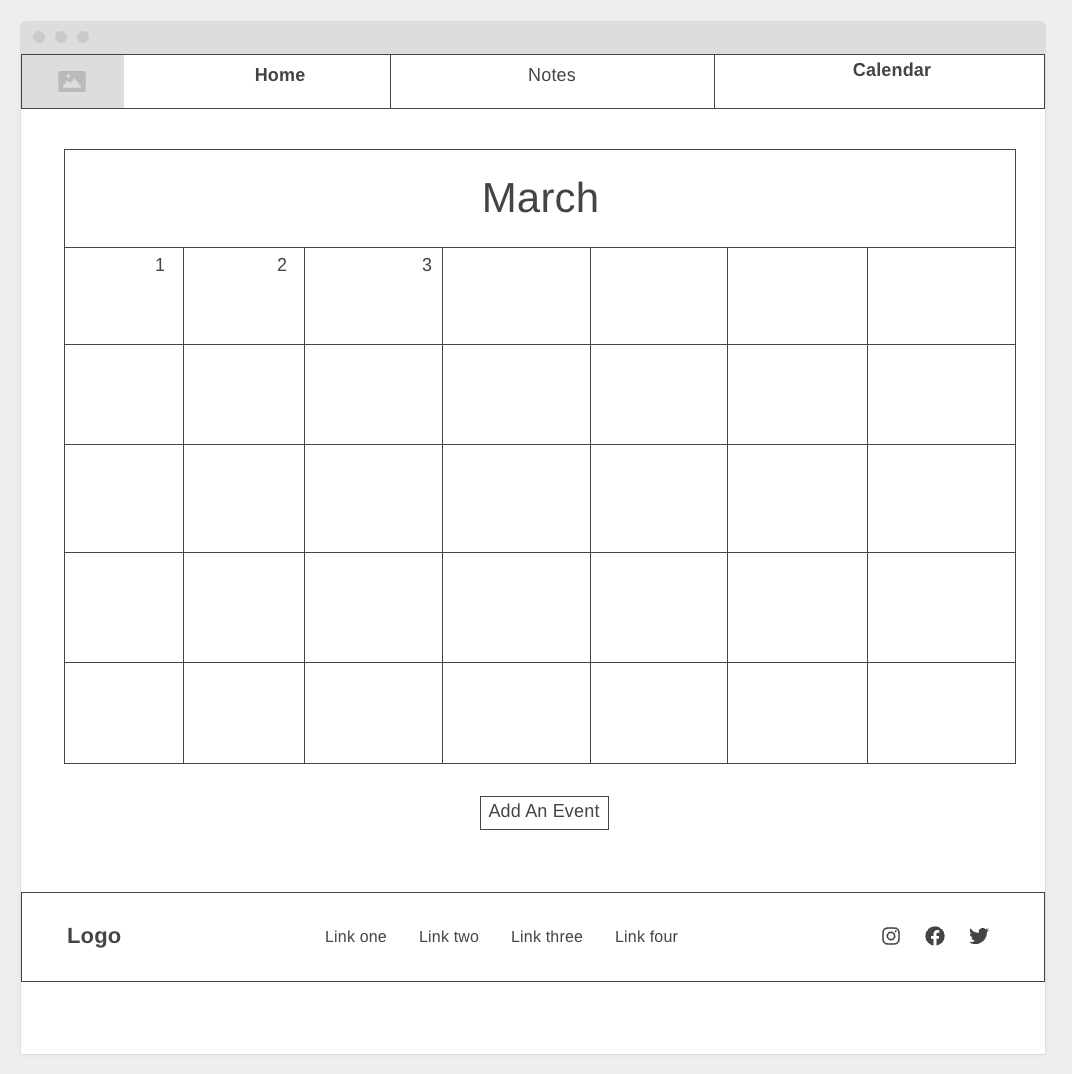 Home
Notes
Calendar
March
1 2 3
Add An Event
Logo
Link one Link two Link three Link four